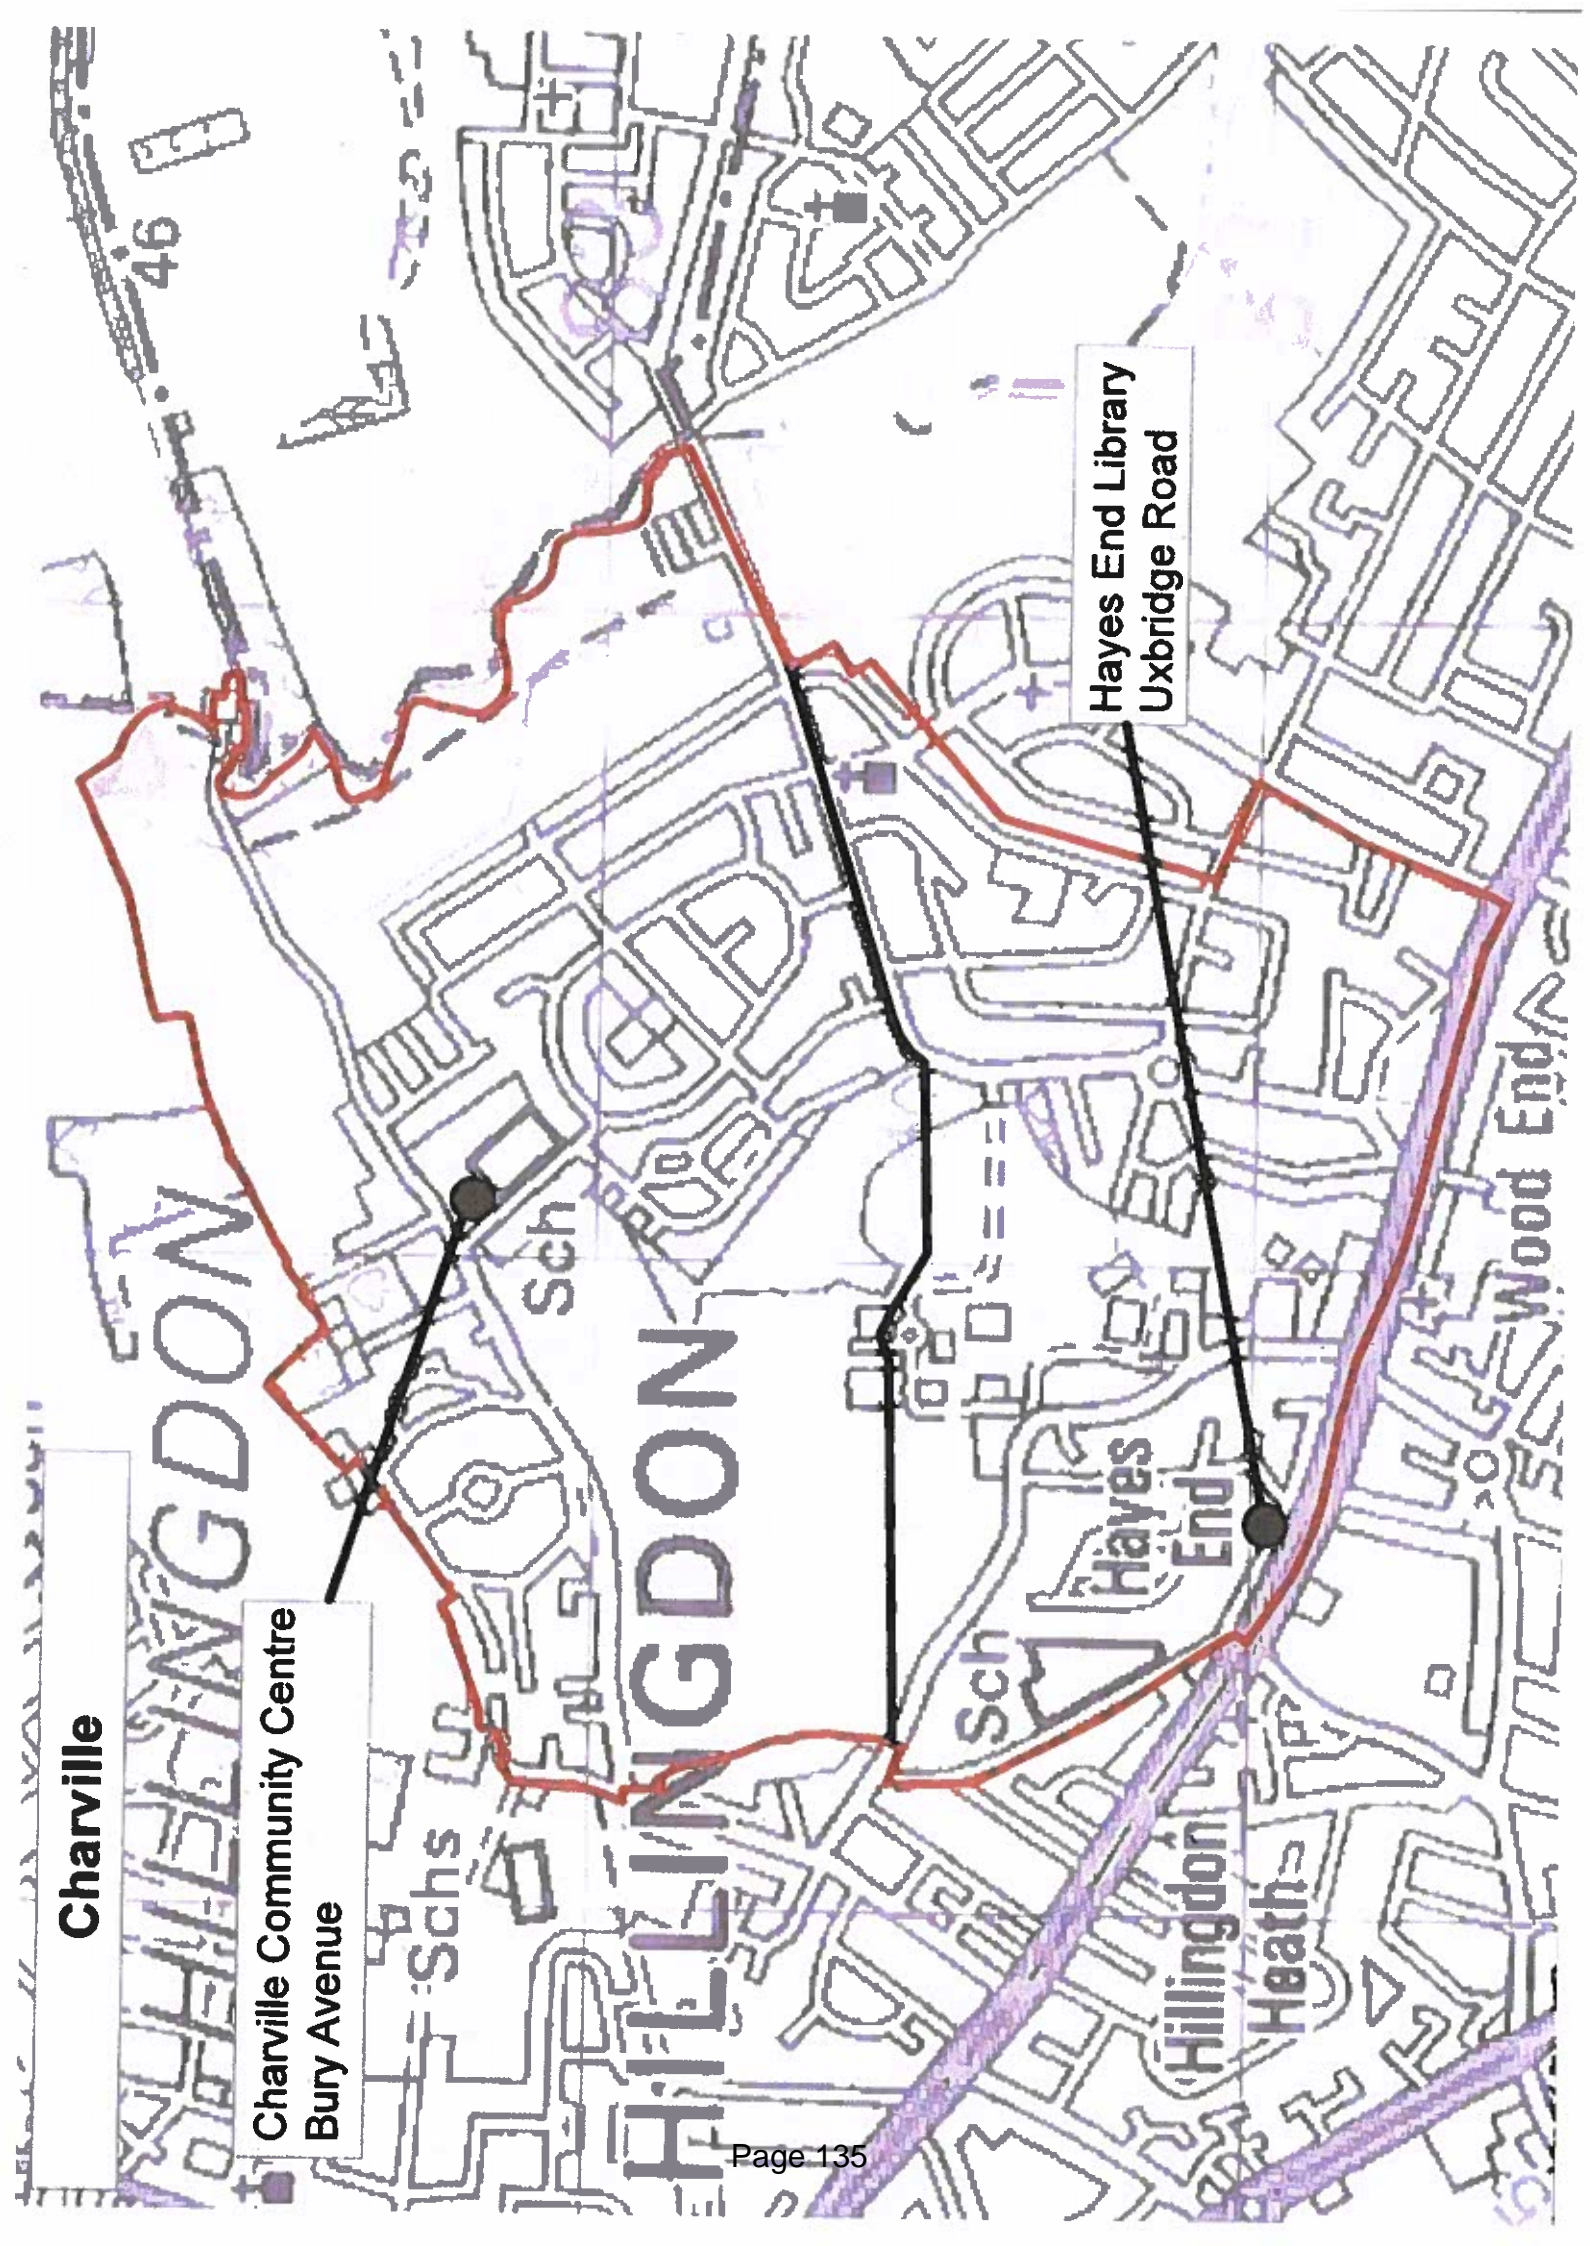 Charville
HILLINGDON
Charville Community Centre
Bury Avenue
46
Schs
Sch
HILLINGDON
Sch
Hayes
End
Hayes End Library
Uxbridge Road
Hillingdon
Heath
Wood End
Page 135